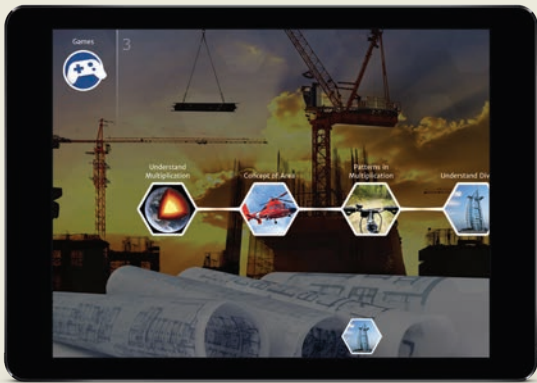 Games
3
Understand
Multiplication
Concept of Area
Patterns in
Multiplication
Understand Div